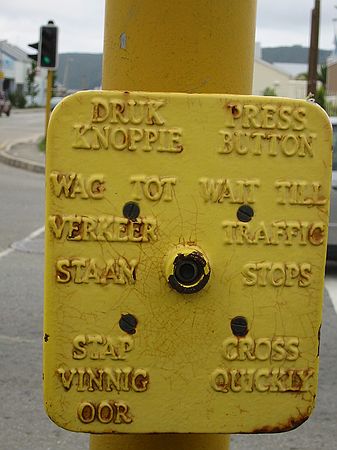 DRUK
KNOPPIE
WAG TOT
VERKEER
STAAN
STAP
VINNIG
OOR
PRESS
BUTTON
WAIT TILL
TRAFFIC
STOPS
CROSS
QUICKLY